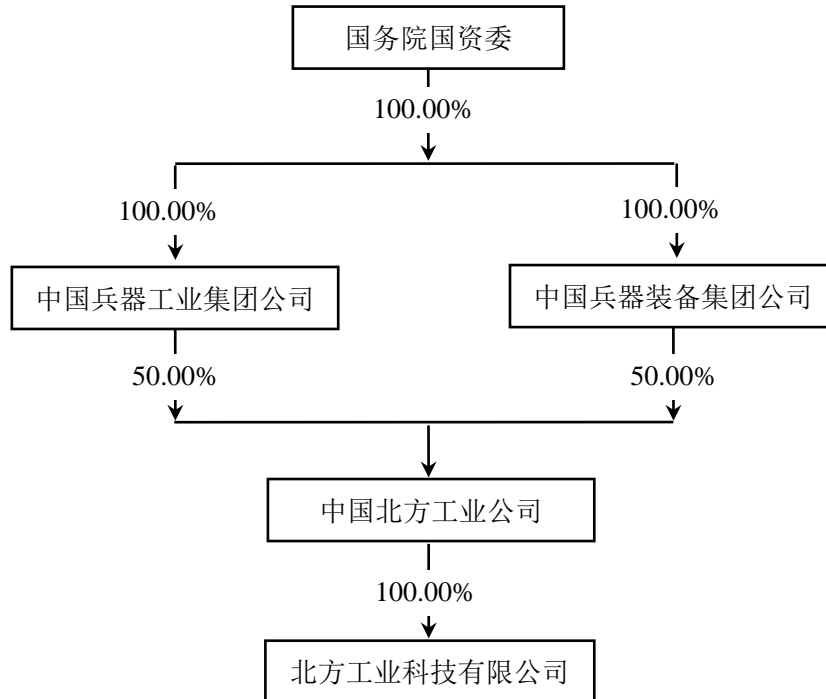 国务院国资委
100.00%
100.00%
100.00%
中国兵器工业集团公司
中国兵器装备集团公司
50.00%
50.00%
中国北方工业公司
100.00%
北方工业科技有限公司